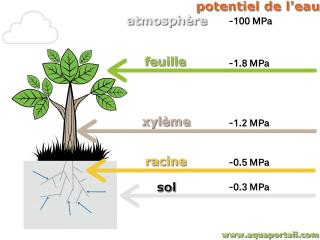 potentiel de l'eau
atmosphère -100 MPa
feuille -1.8 MPa
xylème -1.2 MPa
racine -0.5 MPa
sol -0.3 MPa
www.aquaportail.com